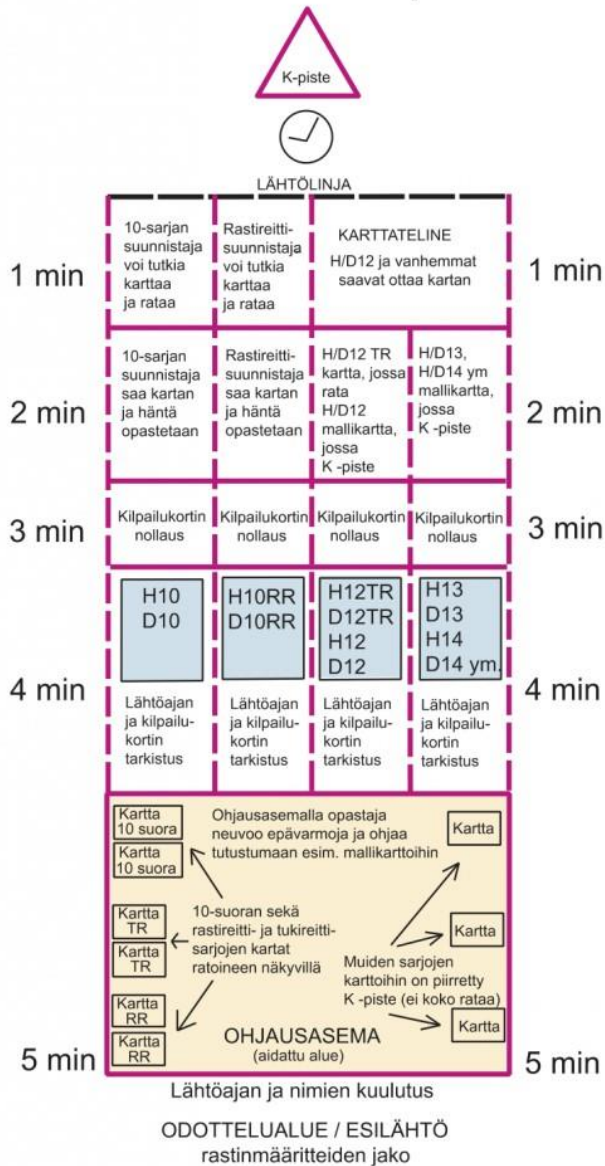 K-piste
LÄHTÖLINJA
1 min
10-sarjan
suunnistaja
voi tutkia
karttaa
ja rataa
Rastireitti-
suunnistaja
voi tutkia
karttaa
ja rataa
KARTTATELINE
H/D12 ja vanhemmat
saavat ottaa kartan
1 min
2 min
10-sarjan
suunnistaja
saa kartan
ja häntä
opastetaan
Rastireitti-
suunnistaja
saa kartan
ja häntä
opastetaan
H/D12 TR
kartta, jossa
rata
H/D12
mallikartta,
jossa
K -piste
H/D13,
H/D14 ym
mallikartta,
jossa
K -piste
2 min
3 min
Kilpailukortin
nollaus
Kilpailukortin
nollaus
Kilpailukortin
nollaus
Kilpailukortin
nollaus
3 min
4 min
H10
D10
Lähtöajan
ja kilpailu-
kortin
tarkistus
H10RR
D10RR
Lähtöajan
ja kilpailu-
kortin
tarkistus
H12TR
D12TR
H12
D12
Lähtöajan
ja kilpailu-
kortin
tarkistus
H13
D13
H14
D14 ym.
Lähtöajan
ja kilpailu-
kortin
tarkistus
4 min
Kartta
10 suora
Kartta
10 suora
Ohjausasemalla opastaja
neuvoo epävarmoja ja ohjaa
tutustumaan esim. mallikarttoihin
Kartta
Kartta
TR
Kartta
TR
10-suoran sekä
rastireitti- ja tukireitti-
sarjojen kartat
ratoineen näkyvillä
Kartta
Muiden sarjojen
karttoihin on piirretty
K -piste (ei koko rataa)
Kartta
RR
Kartta
RR
Kartta
OHJAUSASEMA
(aidattu alue)
5 min
5 min
Lähtöajan ja nimien kuulutus
ODOTTELUALUE / ESILÄHTÖ
rastinmääritteiden jako